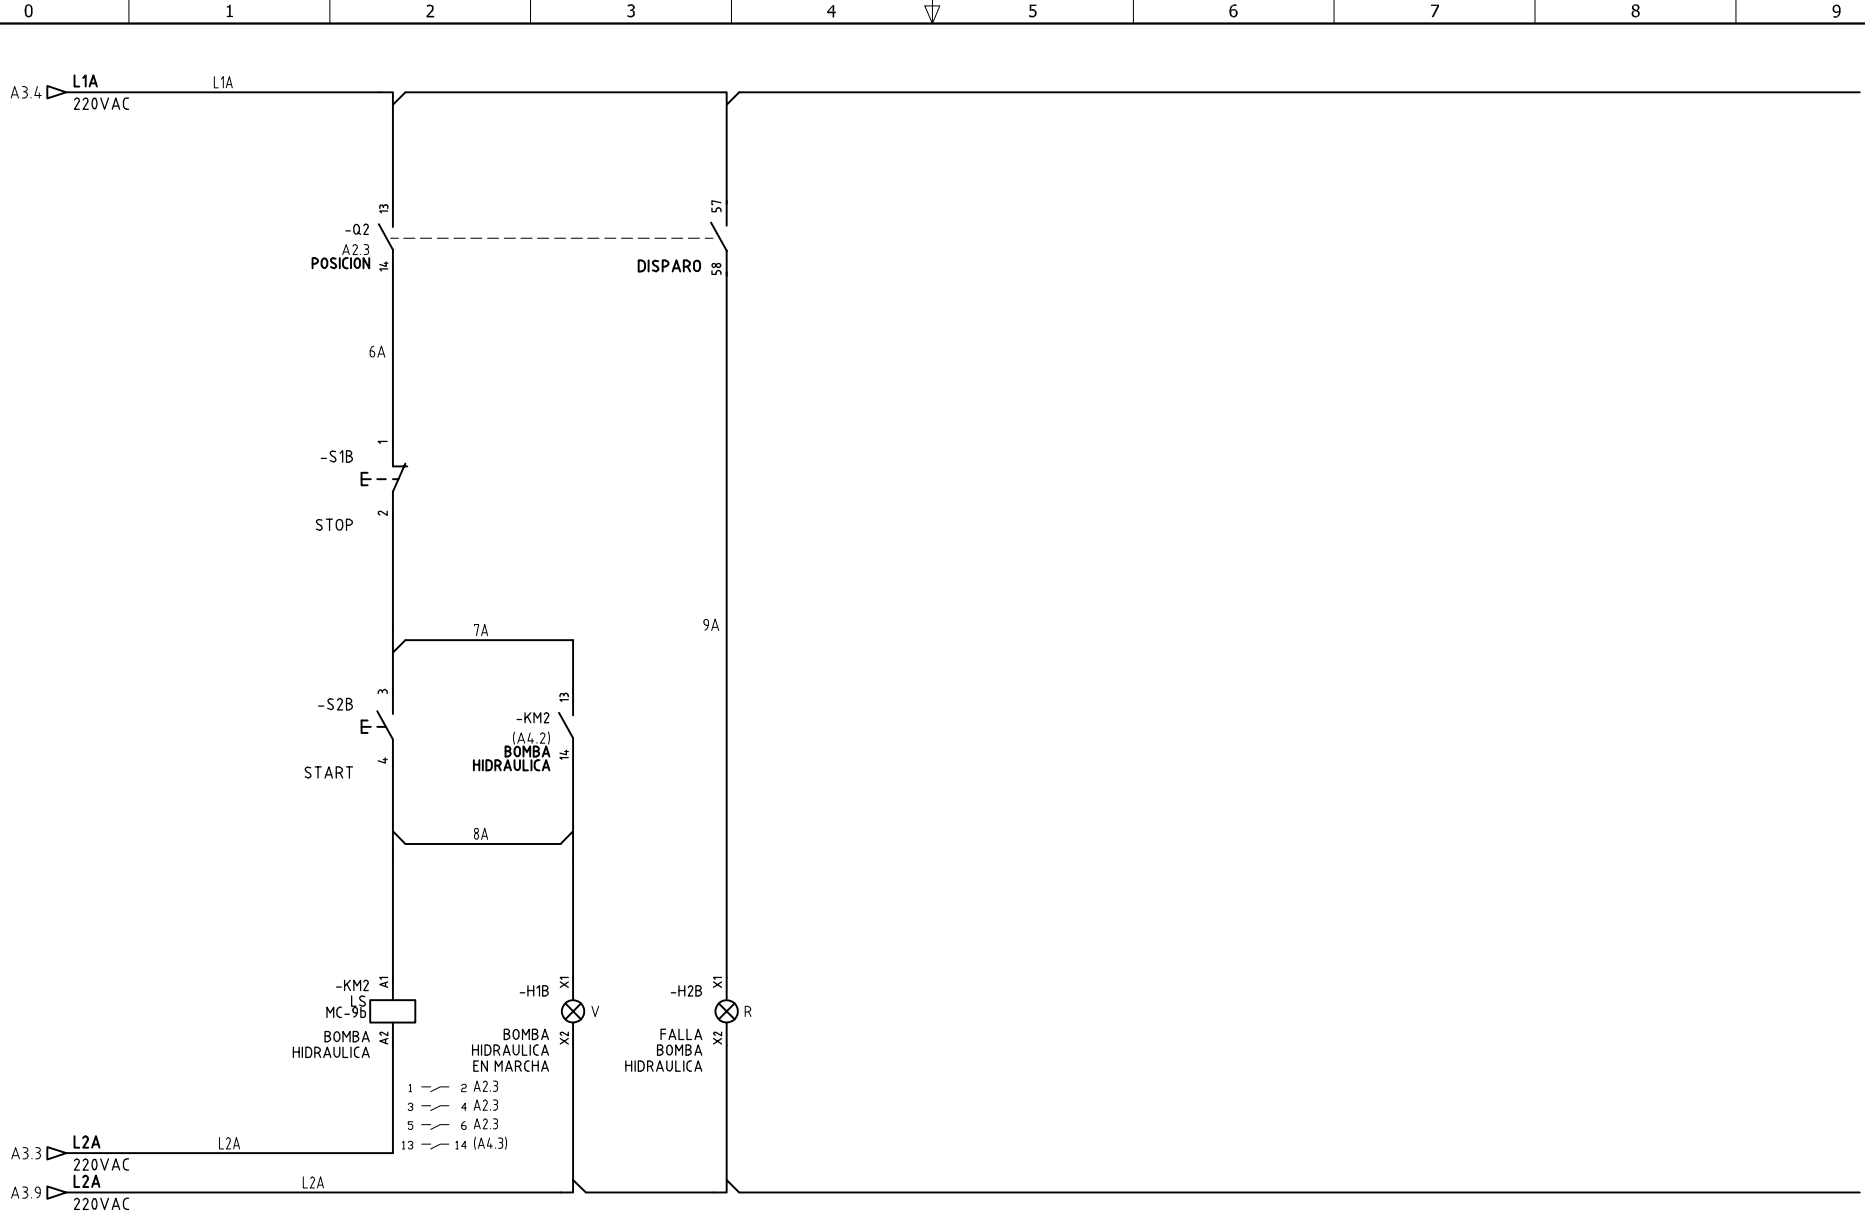 0 1 2 3 4 5 6 7 8 9
L1A L1A
A3.4
220VAC
13 57
-Q2
A2.3
POSICION 14 DISPARO 58
6A
1
-S1B
E
2
STOP
7A 9A
3 13
-S2B
E
-KM2
(A4.2)
BOMBA
HIDRAULICA
4 14
START
8A
A1 X1 X1
-KM2 -H1B -H2B
LS
MC-9b V R
A2 X2 X2
BOMBA
HIDRAULICA
BOMBA
HIDRAULICA
EN MARCHA
FALLA
BOMBA
HIDRAULICA
1 2 A2.3
3 4 A2.3
5 6 A2.3
13 14 (A4.3)
L2A L2A
A3.3
220VAC
L2A L2A
A3.9
220VAC